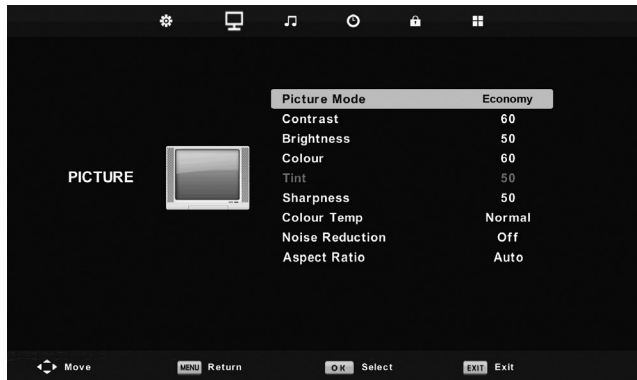 Picture Mode Economy
Contrast 60
Brightness 50
Colour 60
PICTURE
Tint 50
Sharpness 50
Colour Temp Normal
Noise Reduction Off
Aspect Ratio Auto
Move MENU Return OK Select EXIT Exit